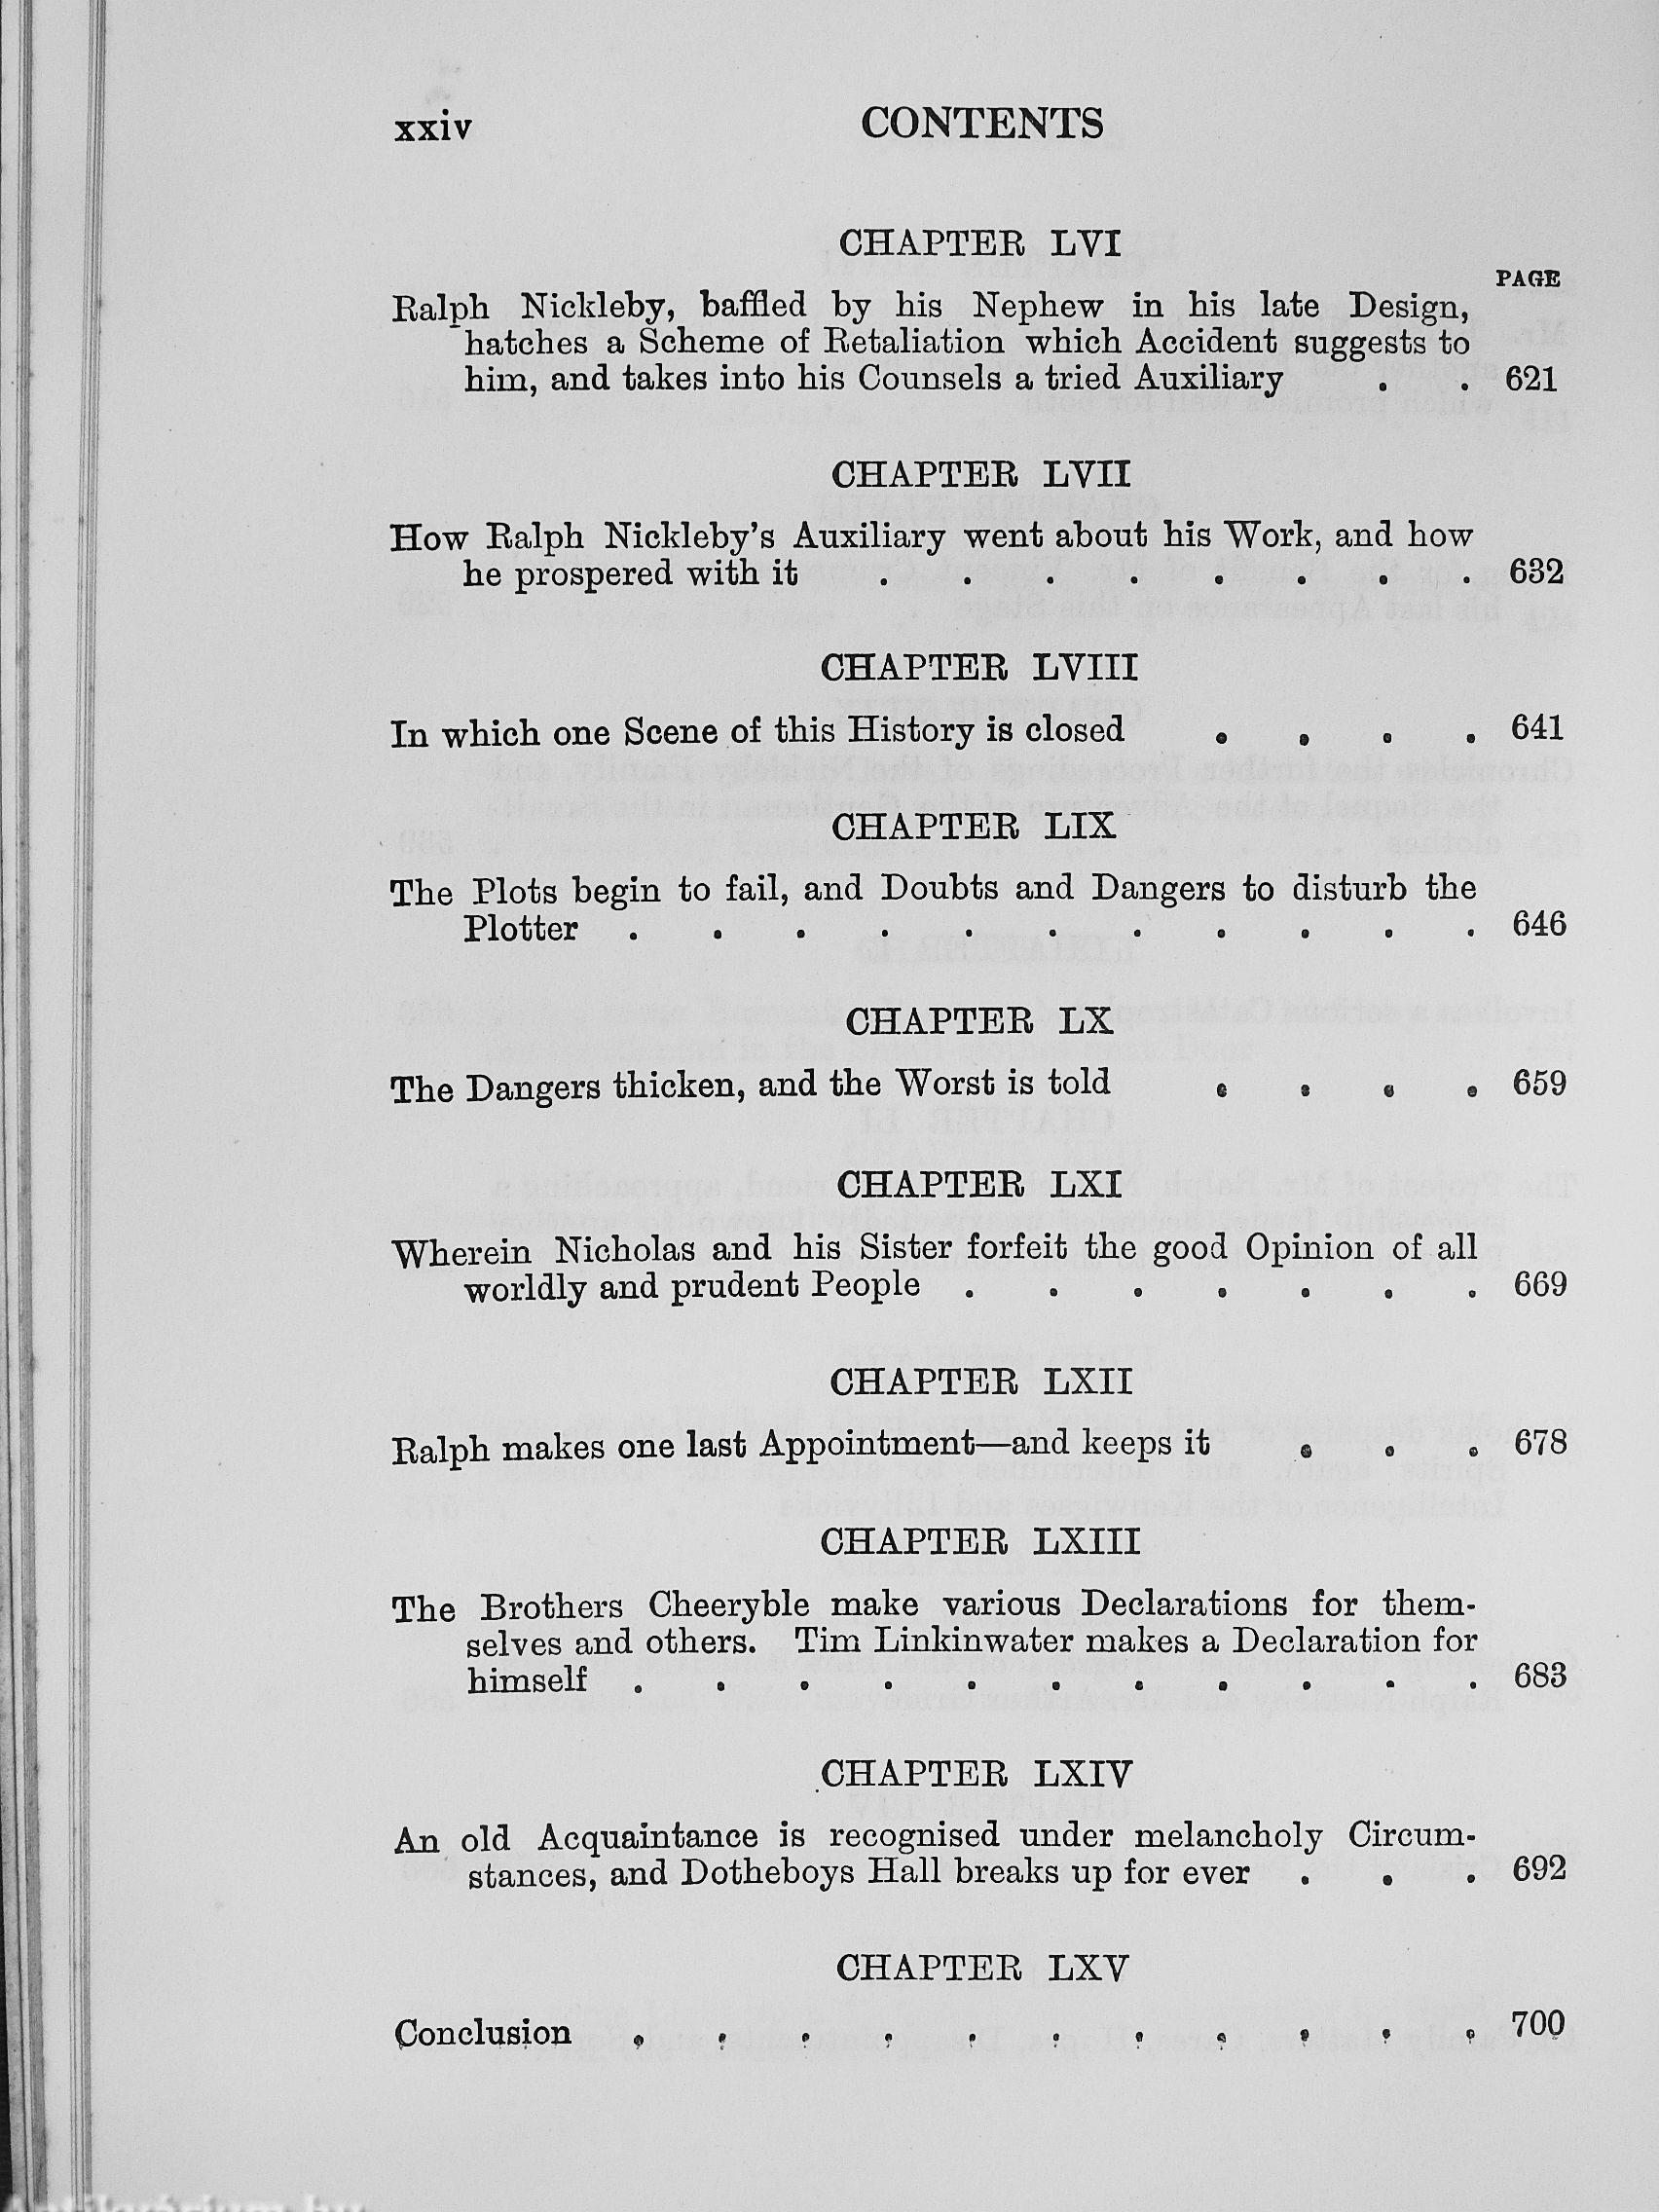 xxiv CONTENTS
CHAPTER LVI
PAGE
Ralph Nickleby, baffled by his Nephew in his late Design,
hatches a Scheme of Retaliation which Accident suggests to
him, and takes into his Counsels a tried Auxiliary . . 621
CHAPTER LVII
How Ralph Nickleby's Auxiliary went about his Work, and how
he prospered with it . . . . . . . . 632
CHAPTER LVIII
In which one Scene of this History is closed . . . . 641
CHAPTER LIX
The Plots begin to fail, and Doubts and Dangers to disturb the
Plotter . . . . . . . . . . . 646
CHAPTER LX
The Dangers thicken, and the Worst is told . . . . 659
CHAPTER LXI
Wherein Nicholas and his Sister forfeit the good Opinion of all
worldly and prudent People . . . . . . . 669
CHAPTER LXII
Ralph makes one last Appointment—and keeps it . . . 678
CHAPTER LXIII
The Brothers Cheeryble make various Declarations for them-
selves and others. Tim Linkinwater makes a Declaration for
himself . . . . . . . . . . . 683
CHAPTER LXIV
An old Acquaintance is recognised under melancholy Circum-
stances, and Dotheboys Hall breaks up for ever . . . 692
CHAPTER LXV
Conclusion . . . . . . . . . . . 700